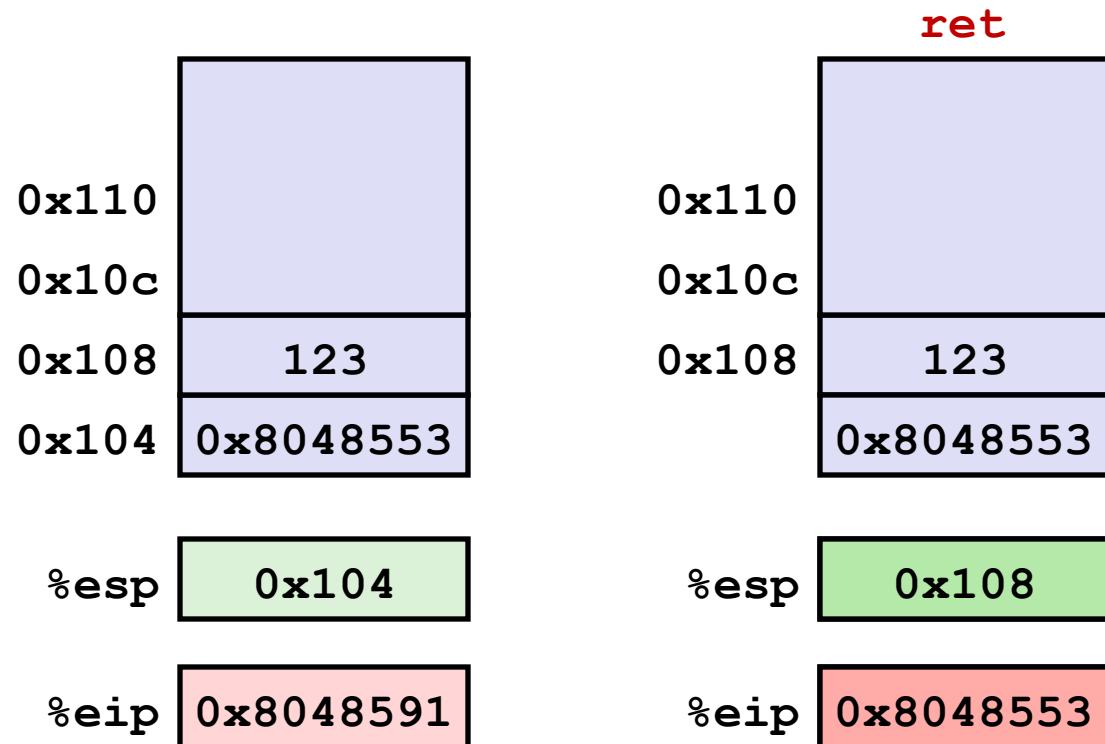 ret
0x110 0x110
0x10c 0x10c
0x108 123 0x108 123
0x104 0x8048553 0x8048553
%esp 0x104 %esp 0x108
%eip 0x8048591 %eip 0x8048553